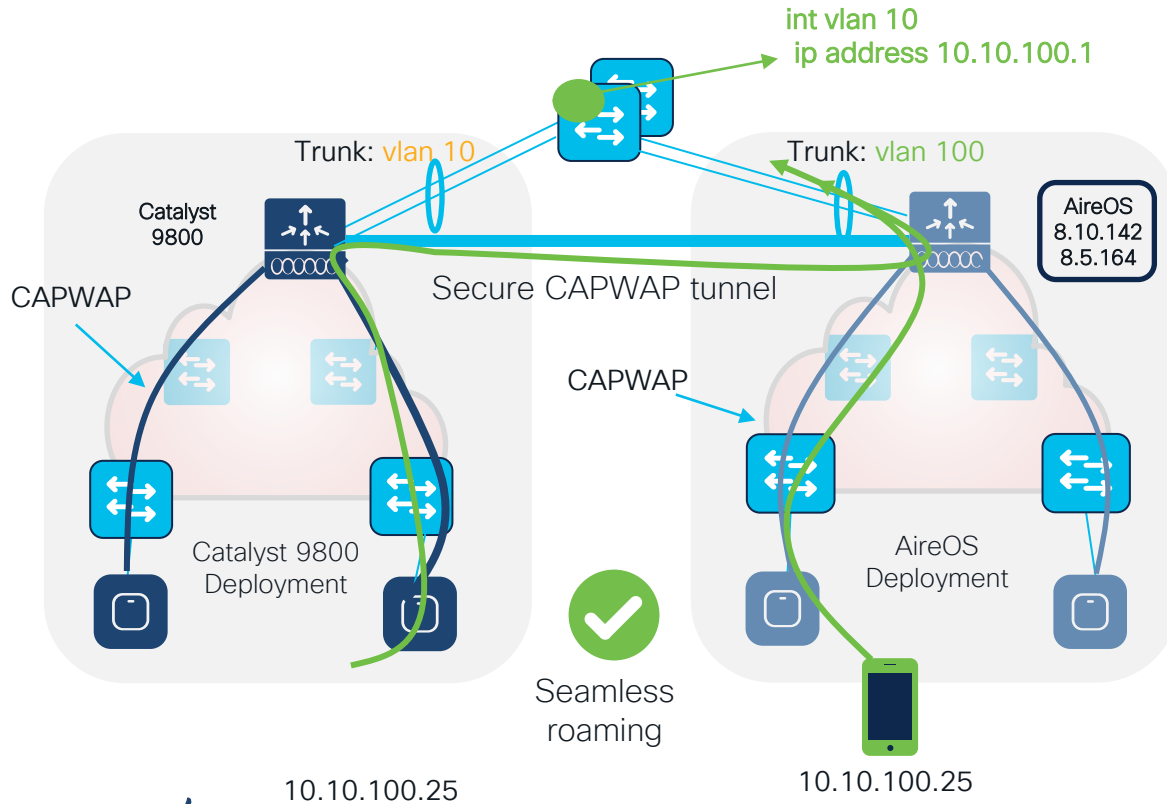 int vlan 10
ip address 10.10.100.1
Trunk: vlan 10
Trunk: vlan 100
Catalyst
9800
AireOS
8.10.142
8.5.164
CAPWAP
Secure CAPWAP tunnel
CAPWAP
Catalyst 9800
Deployment
AireOS
Deployment
Seamless
roaming
10.10.100.25
10.10.100.25